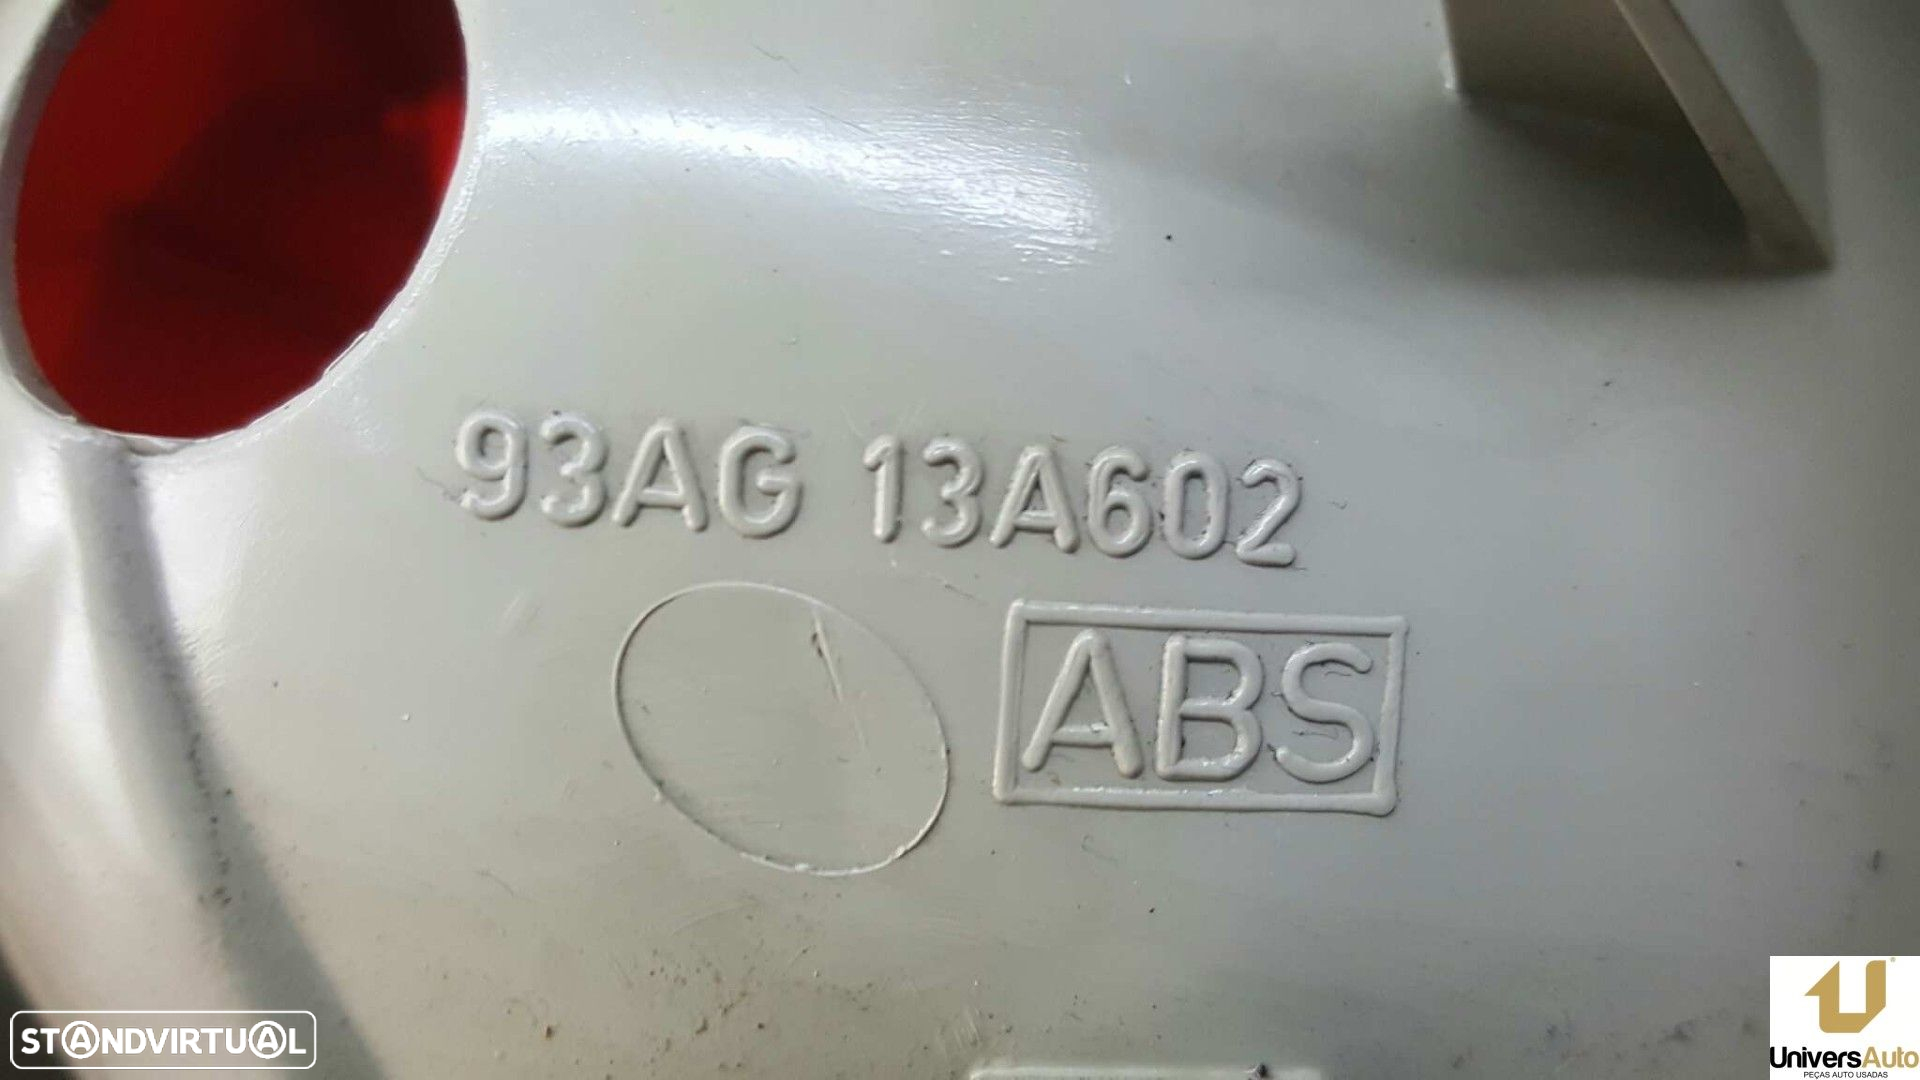 93AG 13A602
ABS
STANDVIRTUAL
UniversAuto
PEÇAS AUTO USADAS